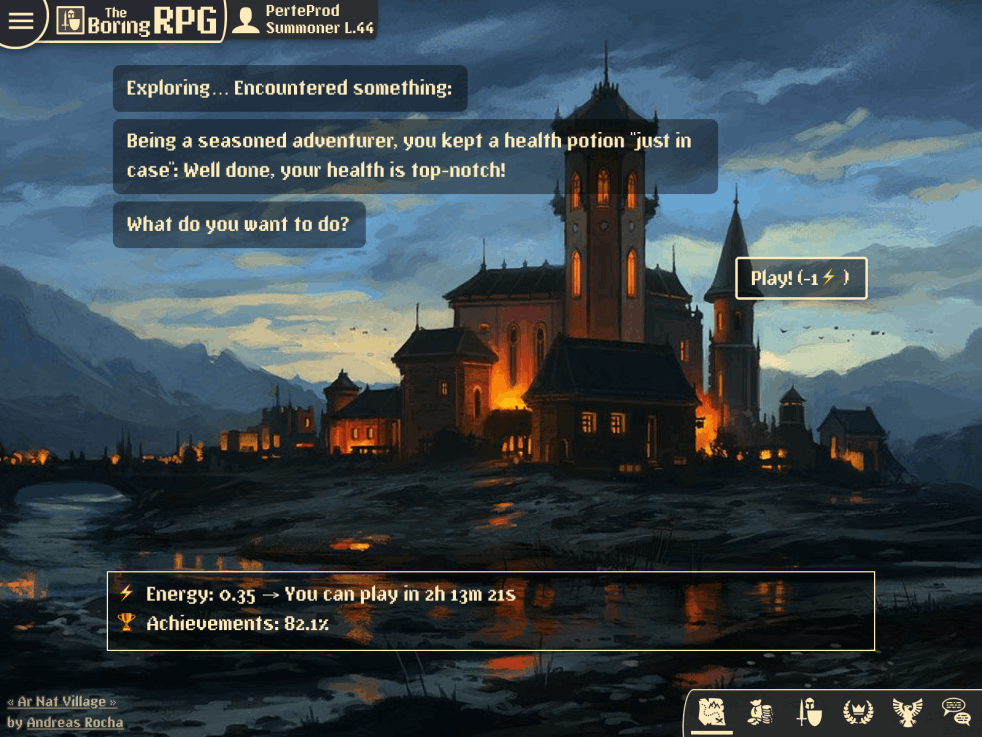 The
Boring RPG
PerteProd
Summoner L.44
Exploring... Encountered something:
Being a seasoned adventurer, you kept a health potion "just in
case": Well done, your health is top-notch!
What do you want to do?
Play! (-1⚡ )
⚡ Energy: 0.35 → You can play in 2h 13m 21s
🏆 Achievements: 82.1%
« Ar Nat Village »
by Andreas Rocha